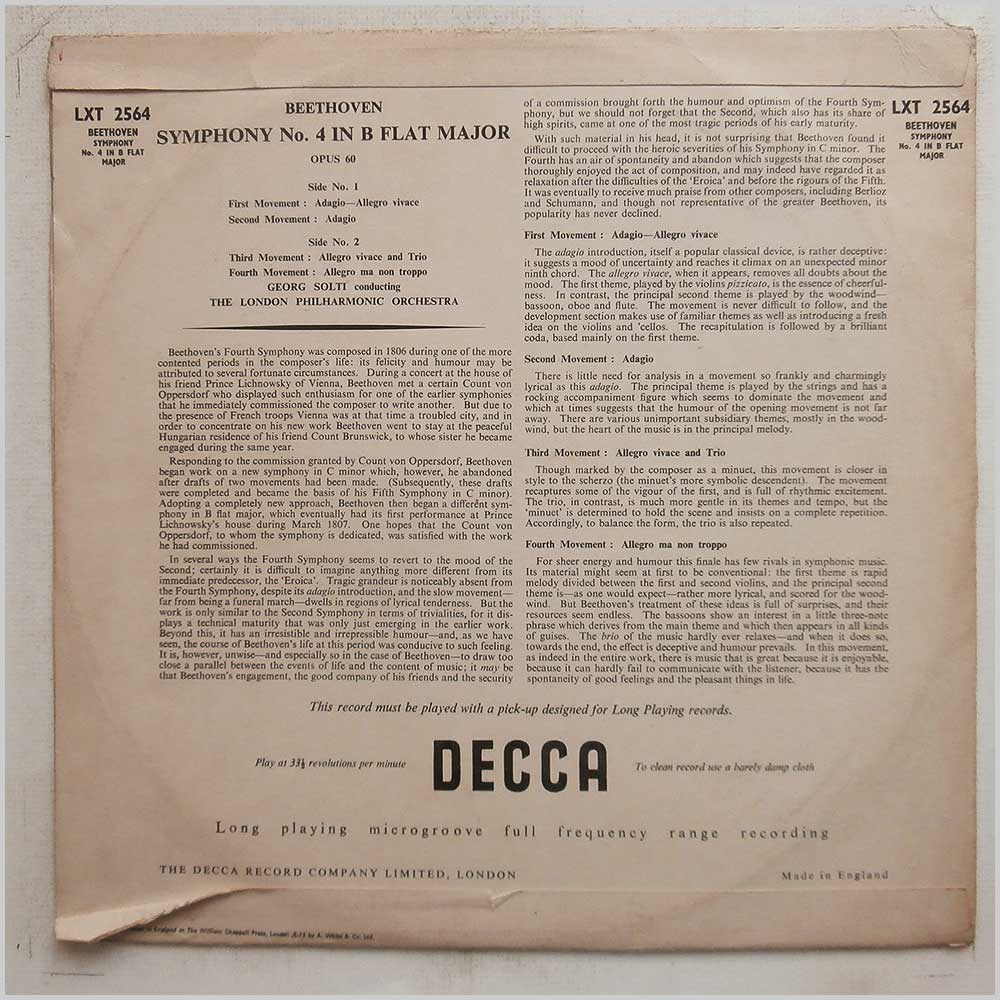 LXT 2564
BEETHOVEN
SYMPHONY
No. 4 IN B FLAT
MAJOR
BEETHOVEN
SYMPHONY No. 4 IN B FLAT MAJOR
OPUS 60
Side No. 1
First Movement : Adagio—Allegro vivace
Second Movement : Adagio
Side No. 2
Third Movement : Allegro vivace and Trio
Fourth Movement : Allegro ma non troppo
GEORG SOLTI conducting
THE LONDON PHILHARMONIC ORCHESTRA
Beethoven's Fourth Symphony was composed in 1806 during one of the more
contented periods in the composer's life: its felicity and humour may be
attributed to several fortunate circumstances. During a concert at the house of
his friend Prince Lichnowsky of Vienna, Beethoven met a certain Count von
Oppersdorf who displayed such enthusiasm for one of the earlier symphonies
that he immediately commissioned the composer to write another. But due to
the presence of French troops Vienna was at that time a troubled city, and in
order to concentrate on his new work Beethoven went to stay at the peaceful
Hungarian residence of his friend Count Brunswick, to whose sister he became
engaged during the same year.
Responding to the commission granted by Count von Oppersdorf, Beethoven
began work on a new symphony in C minor which, however, he abandoned
after drafts of two movements had been made. (Subsequently, these drafts
were completed and became the basis of his Fifth Symphony in C minor).
Adopting a completely new approach, Beethoven then began a different sym-
phony in B flat major, which eventually had its first performance at Prince
Lichnowsky's house during March 1807. One hopes that the Count von
Oppersdorf, to whom the symphony is dedicated, was satisfied with the work
he had commissioned.
In several ways the Fourth Symphony seems to revert to the mood of the
Second; certainly it is difficult to imagine anything more different from its
immediate predecessor, the 'Eroica'. Tragic grandeur is noticeably absent from
the Fourth Symphony, despite its adagio introduction, and the slow movement—
far from being a funeral march—dwells in regions of lyrical tenderness. But the
work is only similar to the Second Symphony in terms of trivialities, for it dis-
plays a technical maturity that was only just emerging in the earlier work.
Beyond this, it has an irresistible and irrepressible humour—and, as we have
seen, the course of Beethoven's life at this period was conducive to such feeling.
It is, however, unwise—and especially so in the case of Beethoven—to draw too
close a parallel between the events of life and the content of music; it may be
that Beethoven's engagement, the good company of his friends and the security
of a commission brought forth the humour and optimism of the Fourth Sym-
phony, but we should not forget that the Second, which also has its share of
high spirits, came at one of the most tragic periods of his early maturity.
With such material in his head, it is not surprising that Beethoven found it
difficult to proceed with the heroic severities of his Symphony in C minor. The
Fourth has an air of spontaneity and abandon which suggests that the composer
thoroughly enjoyed the act of composition, and may indeed have regarded it as
relaxation after the difficulties of the 'Eroica' and before the rigours of the Fifth.
It was eventually to receive much praise from other composers, including Berlioz
and Schumann, and though not representative of the greater Beethoven, its
popularity has never declined.
First Movement : Adagio—Allegro vivace
The adagio introduction, itself a popular classical device, is rather deceptive:
it suggests a mood of uncertainty and reaches it climax on an unexpected minor
ninth chord. The allegro vivace, when it appears, removes all doubts about the
mood. The first theme, played by the violins pizzicato, is the essence of cheerful-
ness. In contrast, the principal second theme is played by the woodwind—
bassoon, oboe and flute. The movement is never difficult to follow, and the
development section makes use of familiar themes as well as introducing a fresh
idea on the violins and 'cellos. The recapitulation is followed by a brilliant
coda, based mainly on the first theme.
Second Movement : Adagio
There is little need for analysis in a movement so frankly and charmingly
lyrical as this adagio. The principal theme is played by the strings and has a
rocking accompaniment figure which seems to dominate the movement and
which at times suggests that the humour of the opening movement is not far
away. There are various unimportant subsidiary themes, mostly in the wood-
wind, but the heart of the music is in the principal melody.
Third Movement : Allegro vivace and Trio
Though marked by the composer as a minuet, this movement is closer in
style to the scherzo (the minuet's more symbolic descendent). The movement
recaptures some of the vigour of the first, and is full of rhythmic excitement.
The trio, in contrast, is much more gentle in its themes and tempo, but the
'minuet' is determined to hold the scene and insists on a complete repetition.
Accordingly, to balance the form, the trio is also repeated.
Fourth Movement : Allegro ma non troppo
For sheer energy and humour this finale has few rivals in symphonic music.
Its material might seem at first to be conventional: the first theme is rapid
melody divided between the first and second violins, and the principal second
theme is—as one would expect—rather more lyrical, and scored for the wood-
wind. But Beethoven's treatment of these ideas is full of surprises, and their
resources seem endless. The bassoons show an interest in a little three-note
phrase which derives from the main theme and which then appears in all kinds
of guises. The brio of the music hardly ever relaxes—and when it does so,
towards the end, the effect is deceptive and humour prevails. In this movement,
as indeed in the entire work, there is music that is great because it is enjoyable,
because it can hardly fail to communicate with the listener, because it has the
spontaneity of good feelings and the pleasant things in life.
LXT 2564
BEETHOVEN
SYMPHONY
No. 4 IN B FLAT
MAJOR
This record must be played with a pick-up designed for Long Playing records.
Play at 33⅓ revolutions per minute
DECCA
To clean record use a barely damp cloth
Long playing microgroove full frequency range recording
THE DECCA RECORD COMPANY LIMITED, LONDON
Made in England
in England at The William Chappell Press, London by A. White & Co. Ltd.